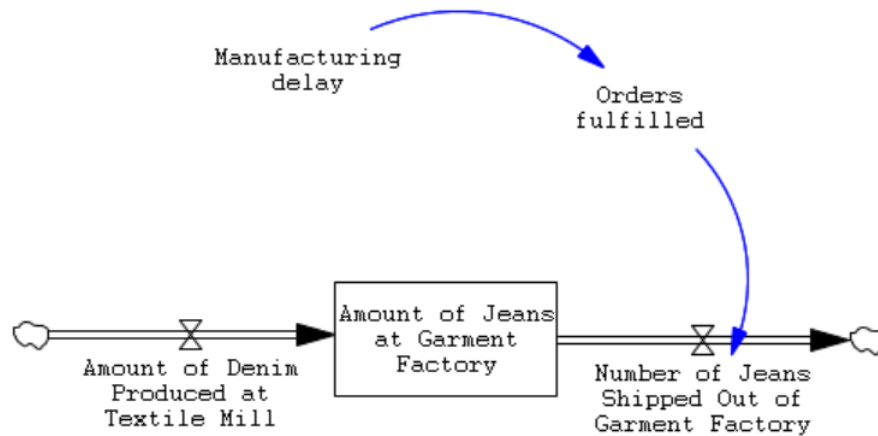 Manufacturing
delay
Orders
fulfilled
Amount of Jeans
at Garment
Factory
Amount of Denim
Produced at
Textile Mill
Number of Jeans
Shipped Out of
Garment Factory